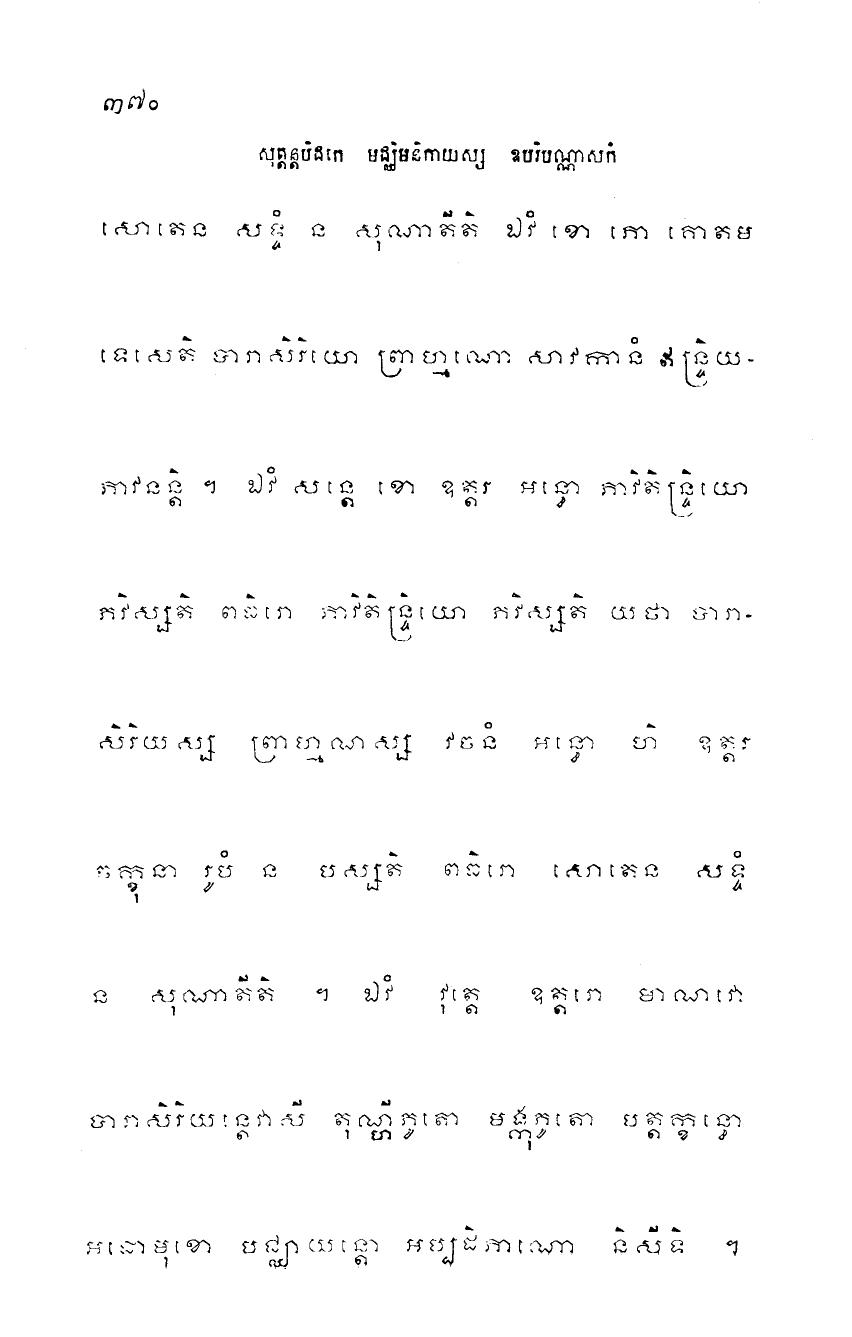 ៣៧០
សុត្តន្តបិដកេ មជ្ឈិមនិកាយស្ស ឧបរិបណ្ណាសកំ
សោតេន សទ្ទំ ន សុណាតីតិ ឯវំ ខោ ភោ គោតម
ទេសេតិ បារាសិរិយោ ព្រាហ្មណោ សាវកានំ ឥន្ទ្រិយ-
ភាវនន្តិ ។ ឯវំ សន្តេ ខោ ឧត្តរ អន្ធោ ភាវិតិន្ទ្រិយោ
ភវិស្សតិ ពធិរោ ភាវិតិន្ទ្រិយោ ភវិស្សតិ យថា បារា-
សិរិយស្ស ព្រាហ្មណស្ស វចនំ អន្ធោ ហិ ឧត្តរ
ចក្ខុនា រូបំ ន បស្សតិ ពធិរោ សោតេន សទ្ទំ
ន សុណាតីតិ ។ ឯវំ វុត្តេ ឧត្តរោ មាណវោ
បារាសិរិយន្តេវាសី តុណ្ហីភូតោ មង្កុភូតោ បត្តក្ខន្ធោ
អធោមុខោ បជ្ឈាយន្តោ អប្បដិភាណោ និសីទិ ។